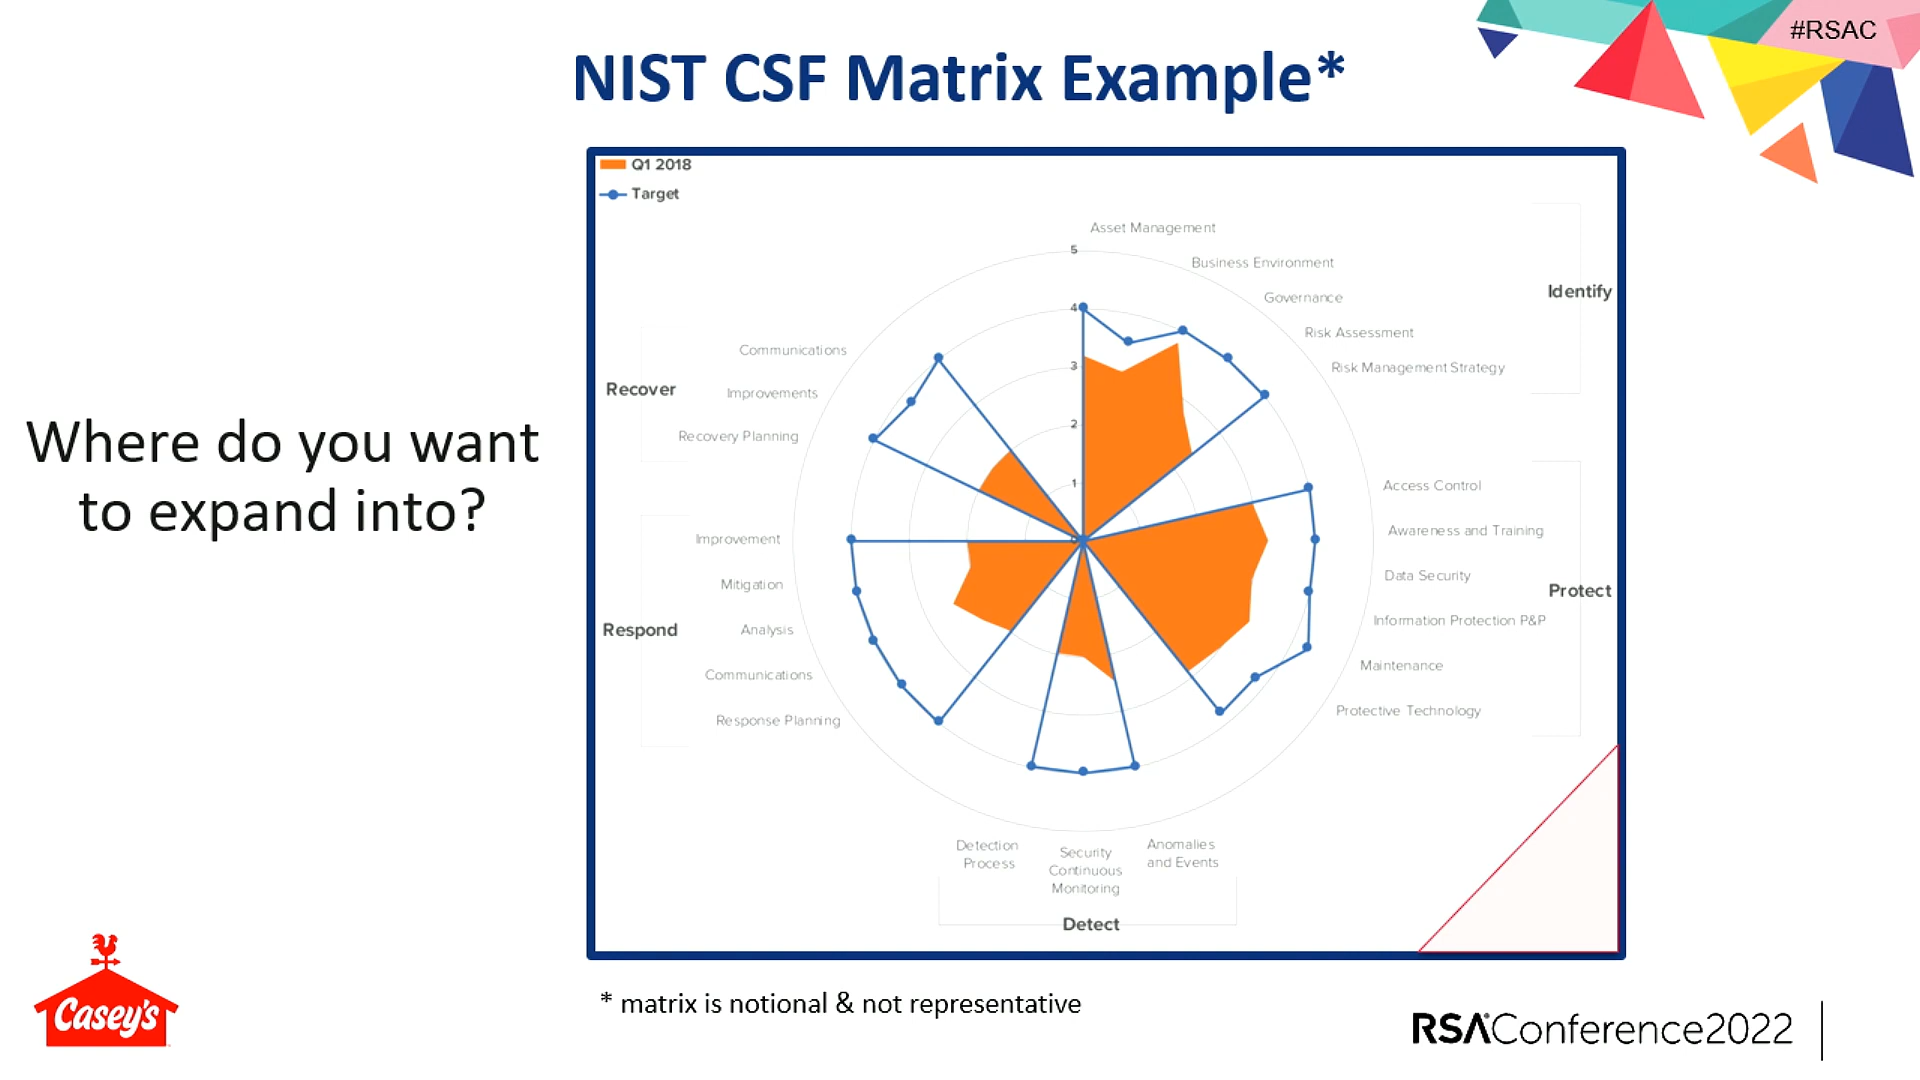 #RSAC
NIST CSF Matrix Example*
Where do you want
to expand into?
Q1 2018
Target
5
4
3
2
1
0
Asset Management
Business Environment
Governance
Risk Assessment
Risk Management Strategy
Identify
Access Control
Awareness and Training
Data Security
Information Protection P&P
Maintenance
Protective Technology
Protect
Anomalies
and Events
Security
Continuous
Monitoring
Detection
Process
Detect
Response Planning
Communications
Analysis
Mitigation
Improvement
Respond
Recovery Planning
Improvements
Communications
Recover
* matrix is notional & not representative
Casey's
RSAConference2022